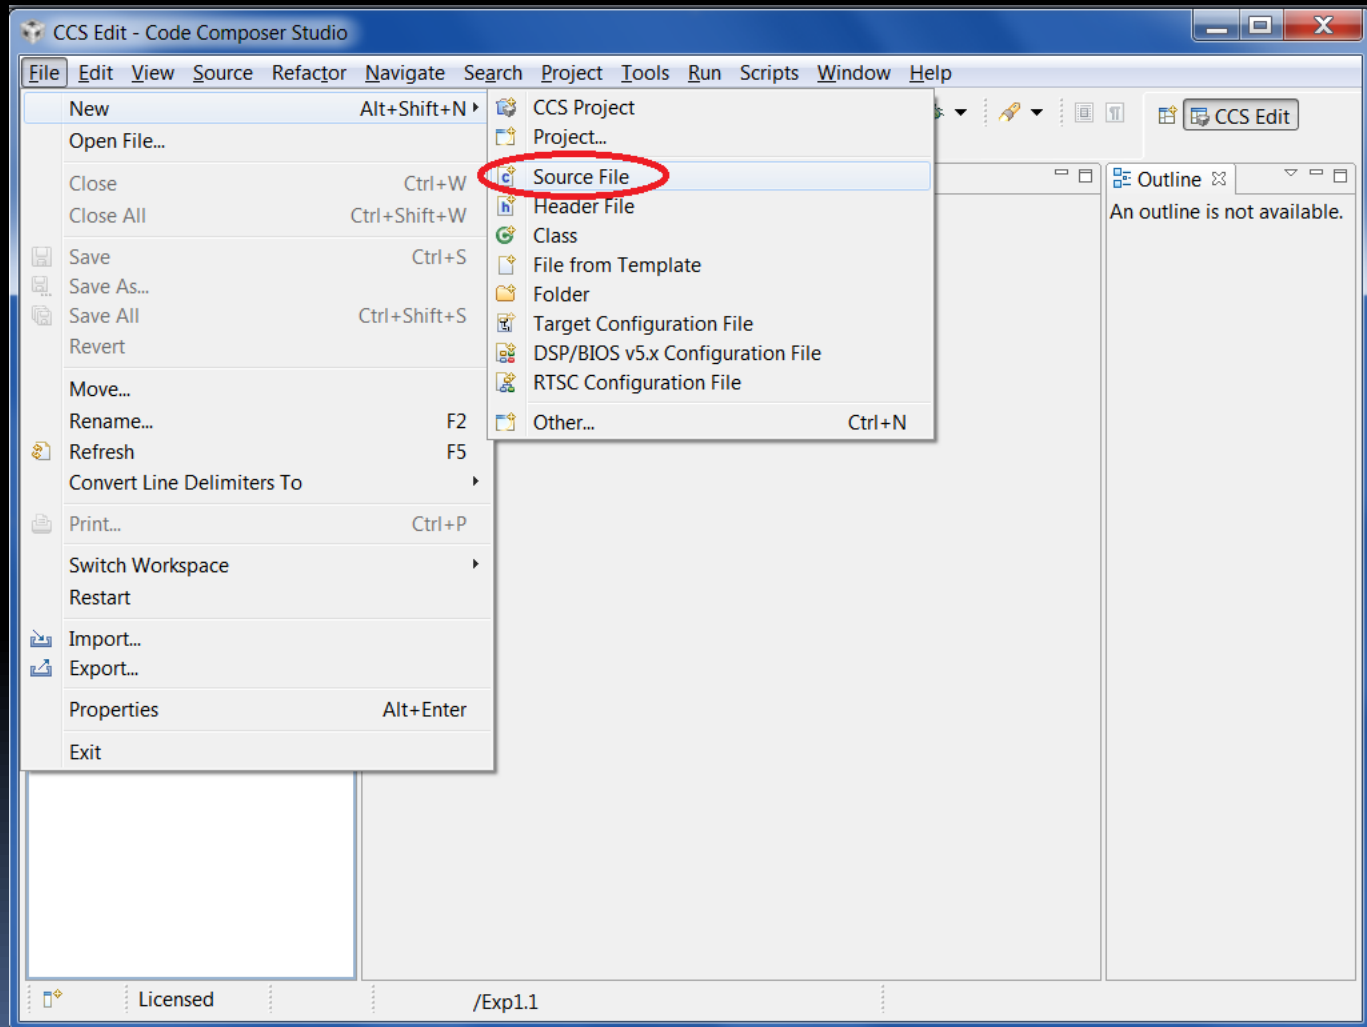 CCS Edit - Code Composer Studio
File Edit View Source Refactor Navigate Search Project Tools Run Scripts Window Help
New Alt+Shift+N
Open File...
Close Ctrl+W
Close All Ctrl+Shift+W
Save Ctrl+S
Save As...
Save All Ctrl+Shift+S
Revert
Move...
Rename... F2
Refresh F5
Convert Line Delimiters To
Print... Ctrl+P
Switch Workspace
Restart
Import...
Export...
Properties Alt+Enter
Exit
CCS Project
Project...
Source File
Header File
Class
File from Template
Folder
Target Configuration File
DSP/BIOS v5.x Configuration File
RTSC Configuration File
Other... Ctrl+N
CCS Edit
Outline
An outline is not available.
Licensed
/Exp1.1